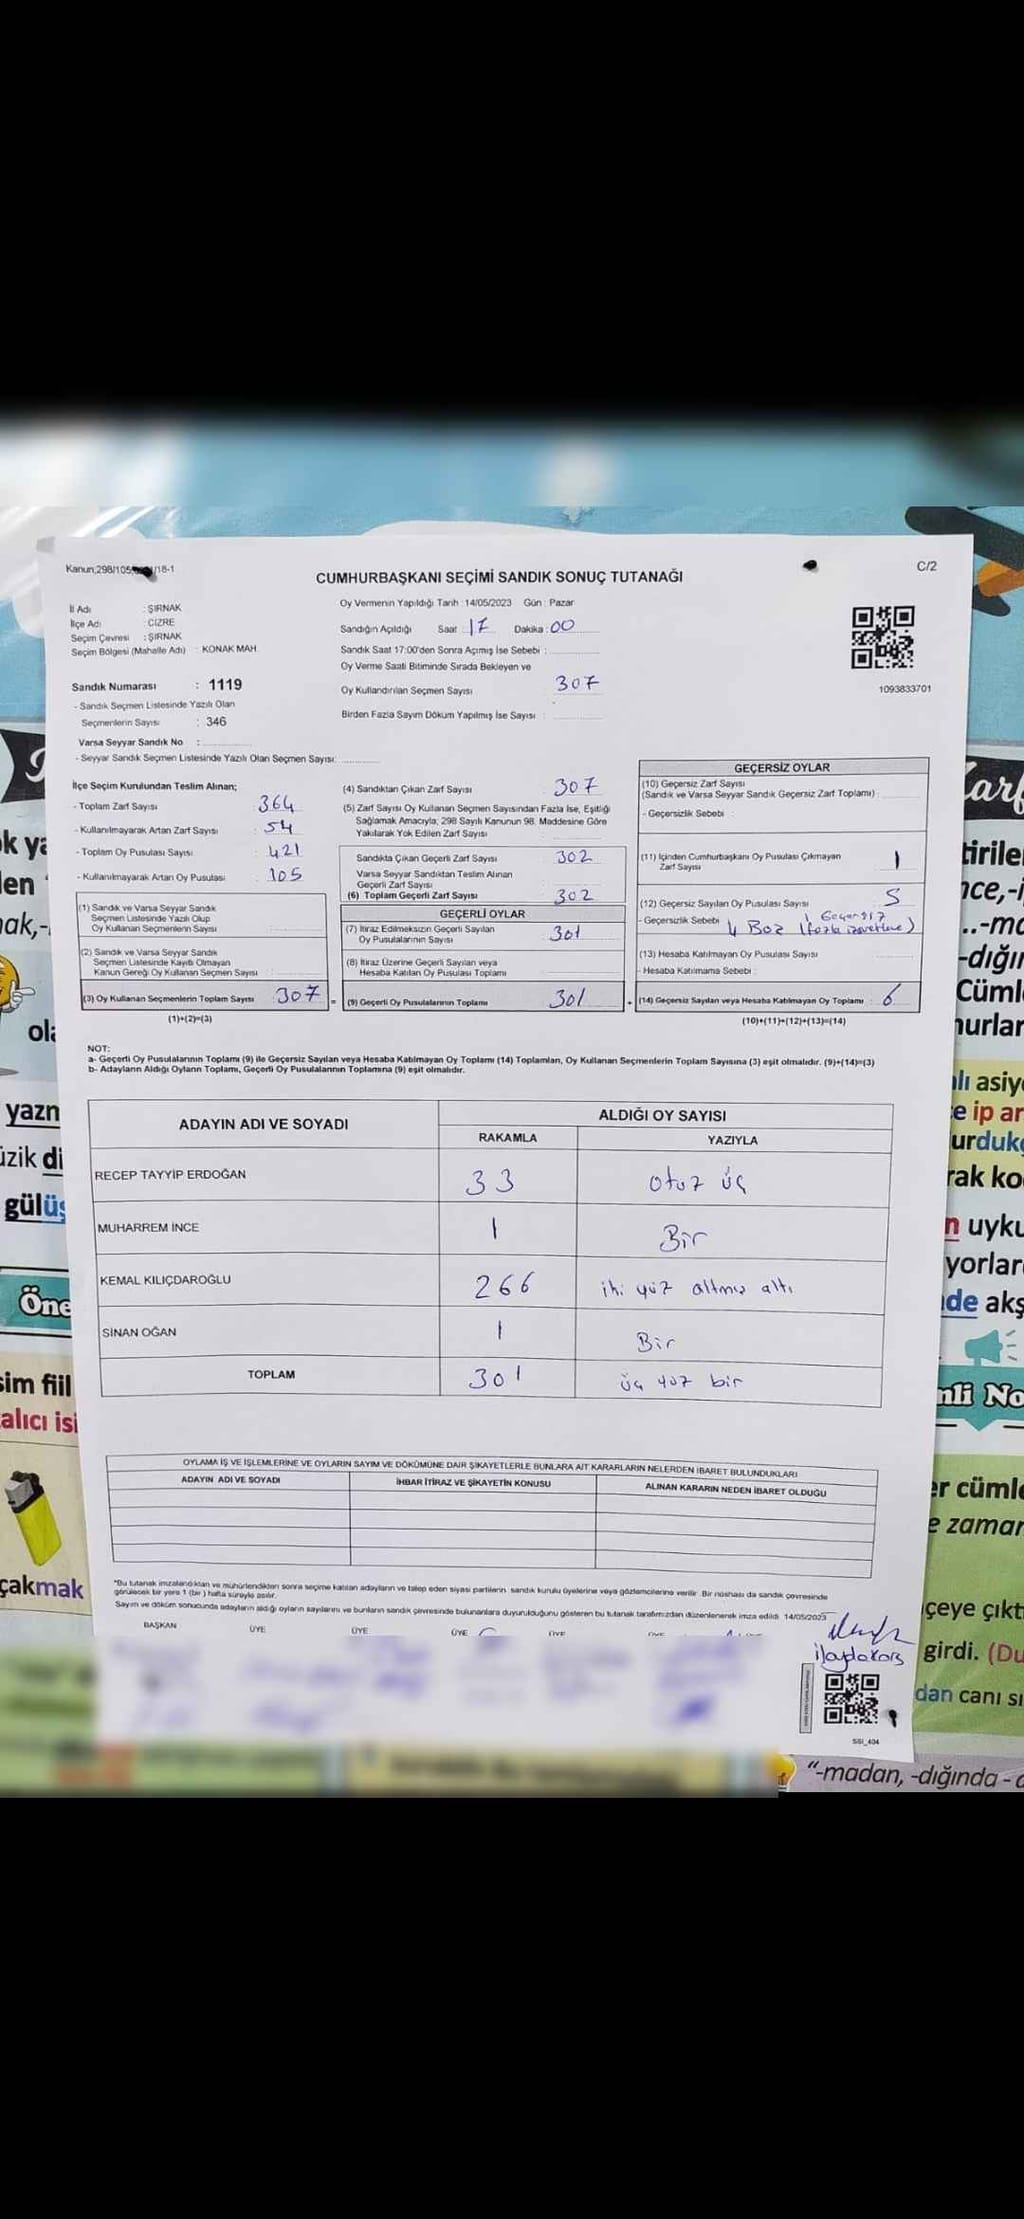 Kanun;298/105 /18-1
C/2
CUMHURBAŞKANI SEÇİMİ SANDIK SONUÇ TUTANAĞI
İl Adı : ŞIRNAK
İlçe Adı : CİZRE
Seçim Çevresi : ŞIRNAK
Seçim Bölgesi (Mahalle Adı) : KONAK MAH.
Sandık Numarası : 1119
- Sandık Seçmen Listesinde Yazılı Olan
Seçmenlerin Sayısı : 346
Varsa Seyyar Sandık No :
- Seyyar Sandık Seçmen Listesinde Yazılı Olan Seçmen Sayısı:
Oy Vermenin Yapıldığı Tarih :14/05/2023 Gün : Pazar
Sandığın Açıldığı Saat : 17 Dakika : 00
Sandık Saat 17:00'den Sonra Açımış İse Sebebi :
Oy Verme Saati Bitiminde Sırada Bekleyen ve
Oy Kullandırılan Seçmen Sayısı 307
Birden Fazla Sayım Döküm Yapılmış İse Sayısı :
1093833701
İlçe Seçim Kurulundan Teslim Alınan;
- Toplam Zarf Sayısı : 364
- Kullanılmayarak Artan Zarf Sayısı : 54
- Toplam Oy Pusulası Sayısı : 421
- Kullanılmayarak Artan Oy Pusulası : 105
(1) Sandık ve Varsa Seyyar Sandık
Seçmen Listesinde Yazılı Olup
Oy Kullanan Seçmenlerin Sayısı
(2) Sandık ve Varsa Seyyar Sandık
Seçmen Listesinde Kayıtı Olmayan
Kanun Gereği Oy Kullanan Seçmen Sayısı
(3) Oy Kullanan Seçmenlerin Toplam Sayısı 307
(1)+(2)=(3)
(4) Sandıktan Çıkan Zarf Sayısı 307
(5) Zarf Sayısı Oy Kullanan Seçmen Sayısından Fazla İse, Eşitliği
Sağlamak Amacıyla; 298 Sayılı Kanunun 98. Maddesine Göre
Yakılarak Yok Edilen Zarf Sayısı
Sandıkta Çıkan Geçerli Zarf Sayısı 302
Varsa Seyyar Sandıktan Teslim Alınan
Geçerli Zarf Sayısı
(6) Toplam Geçerli Zarf Sayısı 302
GEÇERLİ OYLAR
(7) İtiraz Edilmeksizin Geçerli Sayılan
Oy Pusulalarının Sayısı 301
(8) İtiraz Üzerine Geçerli Sayılan veya
Hesaba Katılan Oy Pusulası Toplamı
(9) Geçerli Oy Pusulalarının Toplamı 301
GEÇERSİZ OYLAR
(10) Geçersiz Zarf Sayısı
(Sandık ve Varsa Seyyar Sandık Geçersiz Zarf Toplamı) :
- Geçersizlik Sebebi :
(11) İçinden Cumhurbaşkanı Oy Pusulası Çıkmayan
Zarf Sayısı 1
(12) Geçersiz Sayılan Oy Pusulası Sayısı 5
- Geçersizlik Sebebi 4 Boz 1 Geçersiz
(13) Hesaba Katılmayan Oy Pusulası Sayısı
- Hesaba Katılmama Sebebi :
(14) Geçersiz Sayılan veya Hesaba Katılmayan Oy Toplamı : 6
(10)+(11)+(12)+(13)=(14)
NOT:
a- Geçerli Oy Pusulalarının Toplamı (9) ile Geçersiz Sayılan veya Hesaba Katılmayan Oy Toplamı (14) Toplamları, Oy Kullanan Seçmenlerin Toplam Sayısına (3) eşit olmalıdır. (9)+(14)=(3)
b- Adayların Aldığı Oyların Toplamı, Geçerli Oy Pusulalarının Toplamına (9) eşit olmalıdır.
ADAYIN ADI VE SOYADI
ALDIĞI OY SAYISI
RAKAMLA YAZIYLA
RECEP TAYYİP ERDOĞAN 33 otuz üç
MUHARREM İNCE 1 Bir
KEMAL KILIÇDAROĞLU 266 iki yüz altmış altı
SİNAN OĞAN 1 Bir
TOPLAM 301 üç yüz bir
OYLAMA İŞ VE İŞLEMLERİNE VE OYLARIN SAYIM VE DÖKÜMÜNE DAİR ŞİKAYETLERLE BUNLARA AİT KARARLARIN NELERDEN İBARET BULUNDUKLARI
ADAYIN ADI VE SOYADI
İHBAR İTİRAZ VE ŞİKAYETİN KONUSU
ALINAN KARARIN NEDEN İBARET OLDUĞU
*Bu tutanak imzalandıktan ve mühürlendikten sonra seçime katılan adayların ve talep eden siyasi partilerin sandık kurulu üyelerine veya gözlemcilerine verilir. Bir nüshası da sandık çevresinde
görülecek bir yere 1 (bir) hafta süreyle asılır.
Sayım ve döküm sonucunda adayların aldığı oyların sayılarını ve bunların sandık çevresinde bulunanlara duyurulduğunu gösteren bu tutanak tarafımızdan düzenlenerek imza edildi. 14/05/2023
BAŞKAN ÜYE ÜYE ÜYE ÜYE
SSI_404
yazn
gülüş
Öne
çakmak
tirilen
..-ma
-dığın
Cümle
uyku
yorlar
de akş
çeye çıktı
girdi. (Du
dan canı sı
"-madan, -dığında -